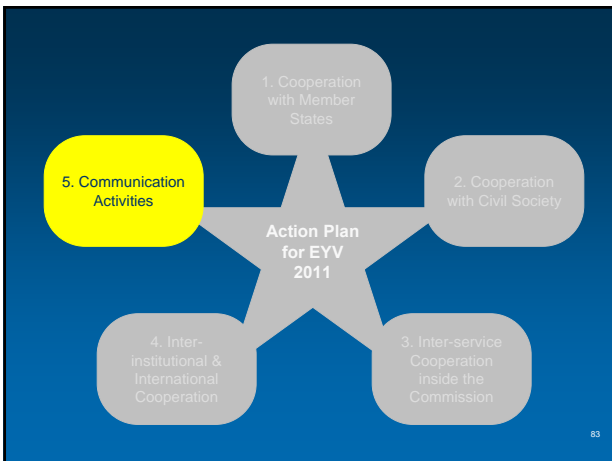 1. Cooperation
with Member
States
5. Communication
Activities
2. Cooperation
with Civil Society
Action Plan
for EYV
2011
4. Inter-
institutional &
International
Cooperation
3. Inter-service
Cooperation
inside the
Commission
83